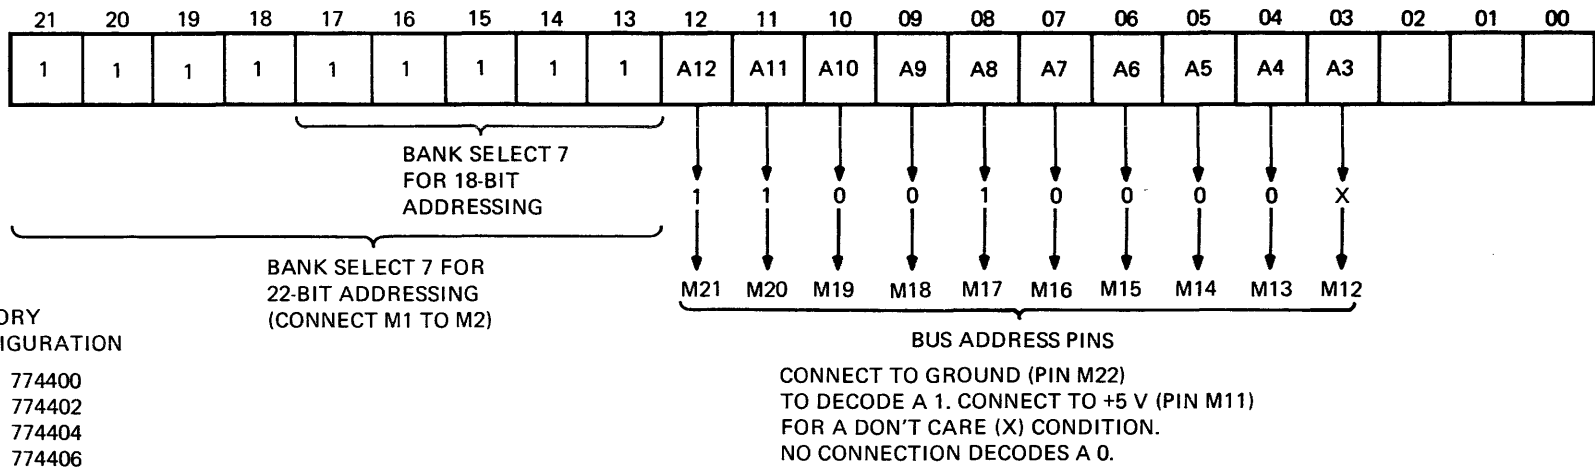 21 20 19 18 17 16 15 14 13 12 11 10 09 08 07 06 05 04 03 02 01 00
1 1 1 1 1 1 1 1 1 A12 A11 A10 A9 A8 A7 A6 A5 A4 A3
BANK SELECT 7
FOR 18-BIT
ADDRESSING
1 1 0 0 1 0 0 0 0 X
BANK SELECT 7 FOR
22-BIT ADDRESSING
(CONNECT M1 TO M2)
M21 M20 M19 M18 M17 M16 M15 M14 M13 M12
BUS ADDRESS PINS
ORY
IGURATION
774400
774402
774404
774406
CONNECT TO GROUND (PIN M22)
TO DECODE A 1. CONNECT TO +5 V (PIN M11)
FOR A DON'T CARE (X) CONDITION.
NO CONNECTION DECODES A 0.